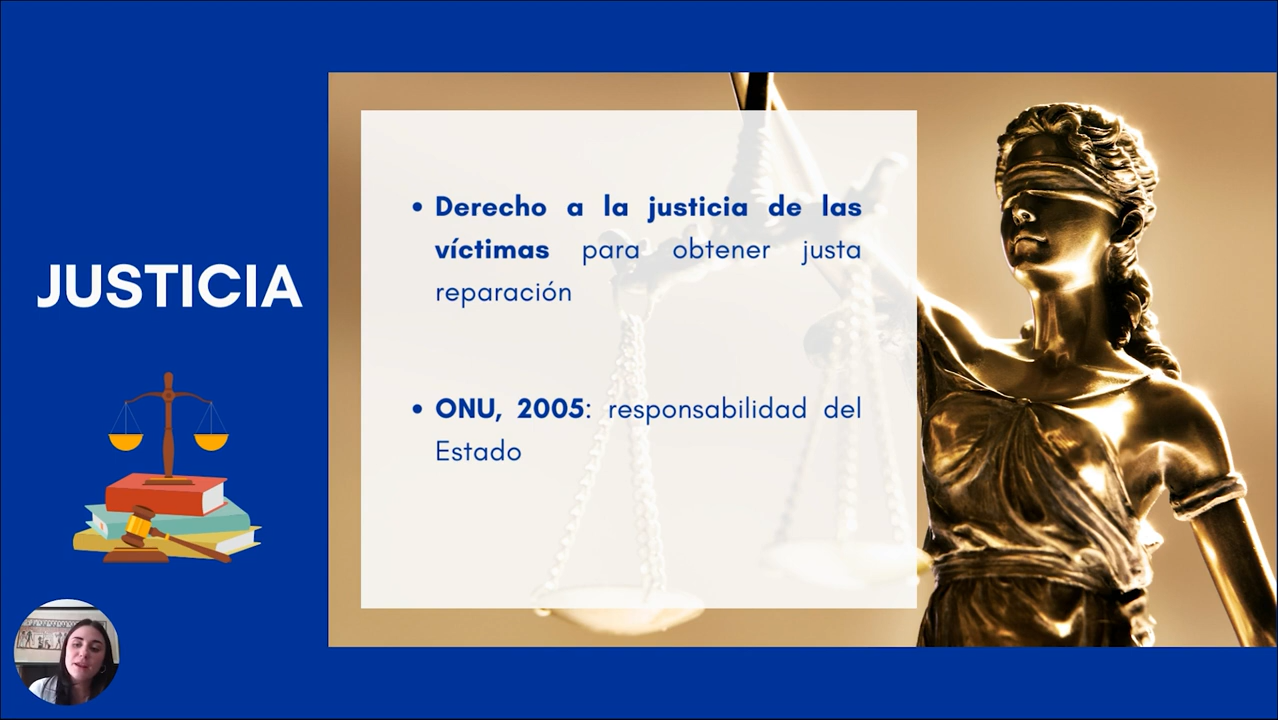 JUSTICIA
• Derecho a la justicia de las
víctimas para obtener justa
reparación
• ONU, 2005: responsabilidad del
Estado